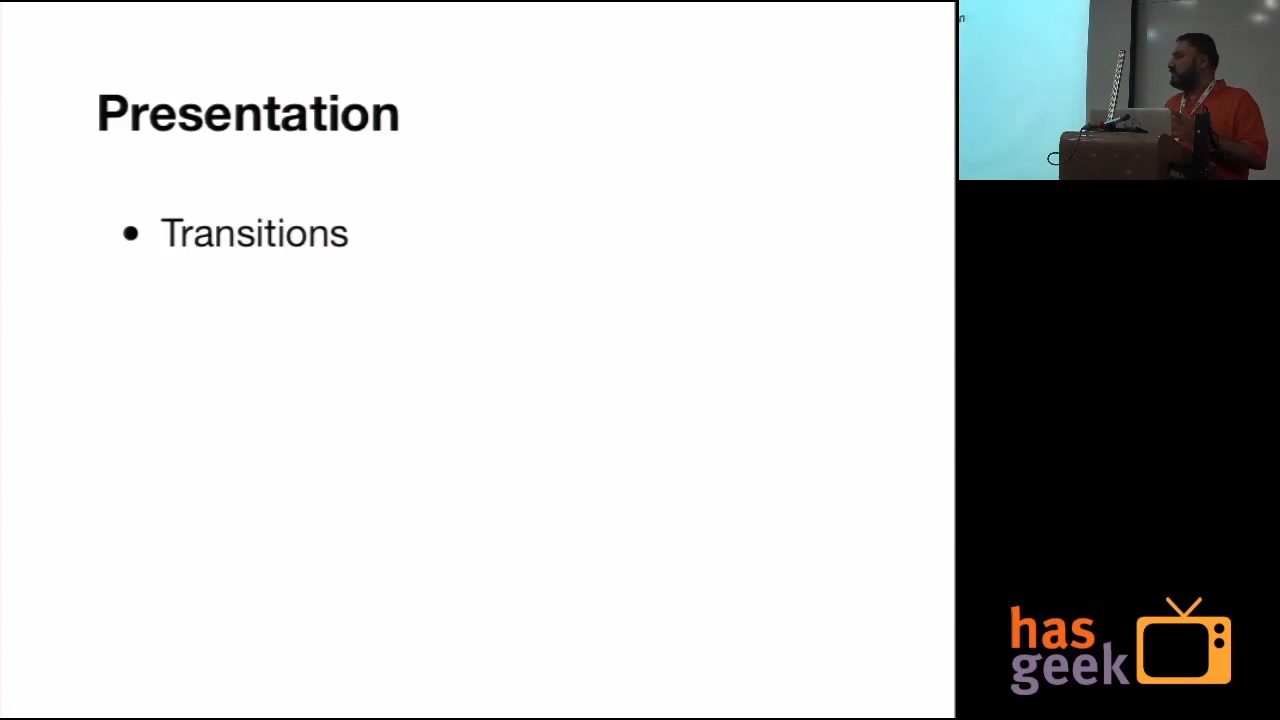 Presentation
• Transitions
has
geek